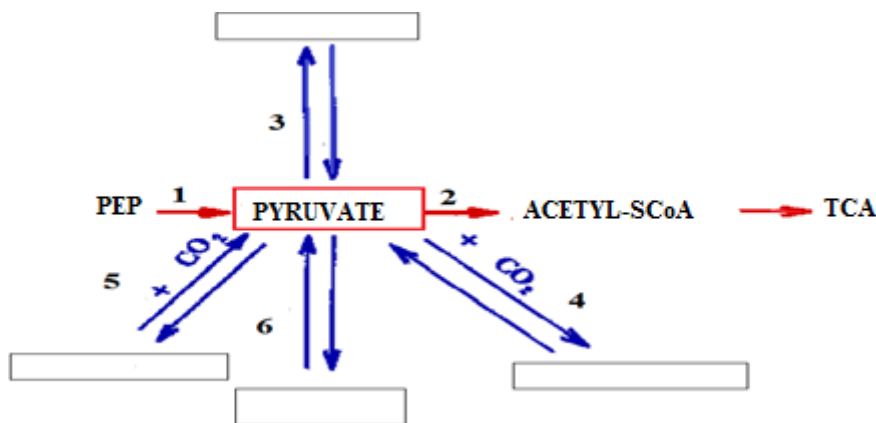 3
PEP 1 PYRUVATE 2 ACETYL-SCoA TCA
5 + CO₂
+ CO₂ 4
6